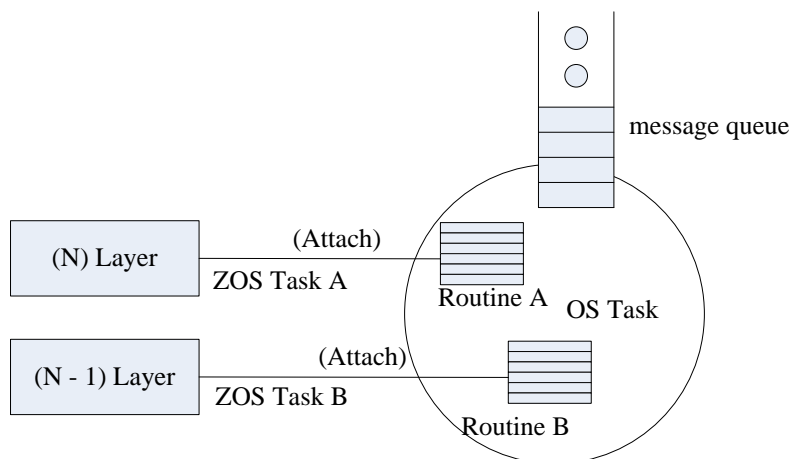 message queue
(N) Layer
(Attach)
ZOS Task A
Routine A
OS Task
(N - 1) Layer
(Attach)
ZOS Task B
Routine B